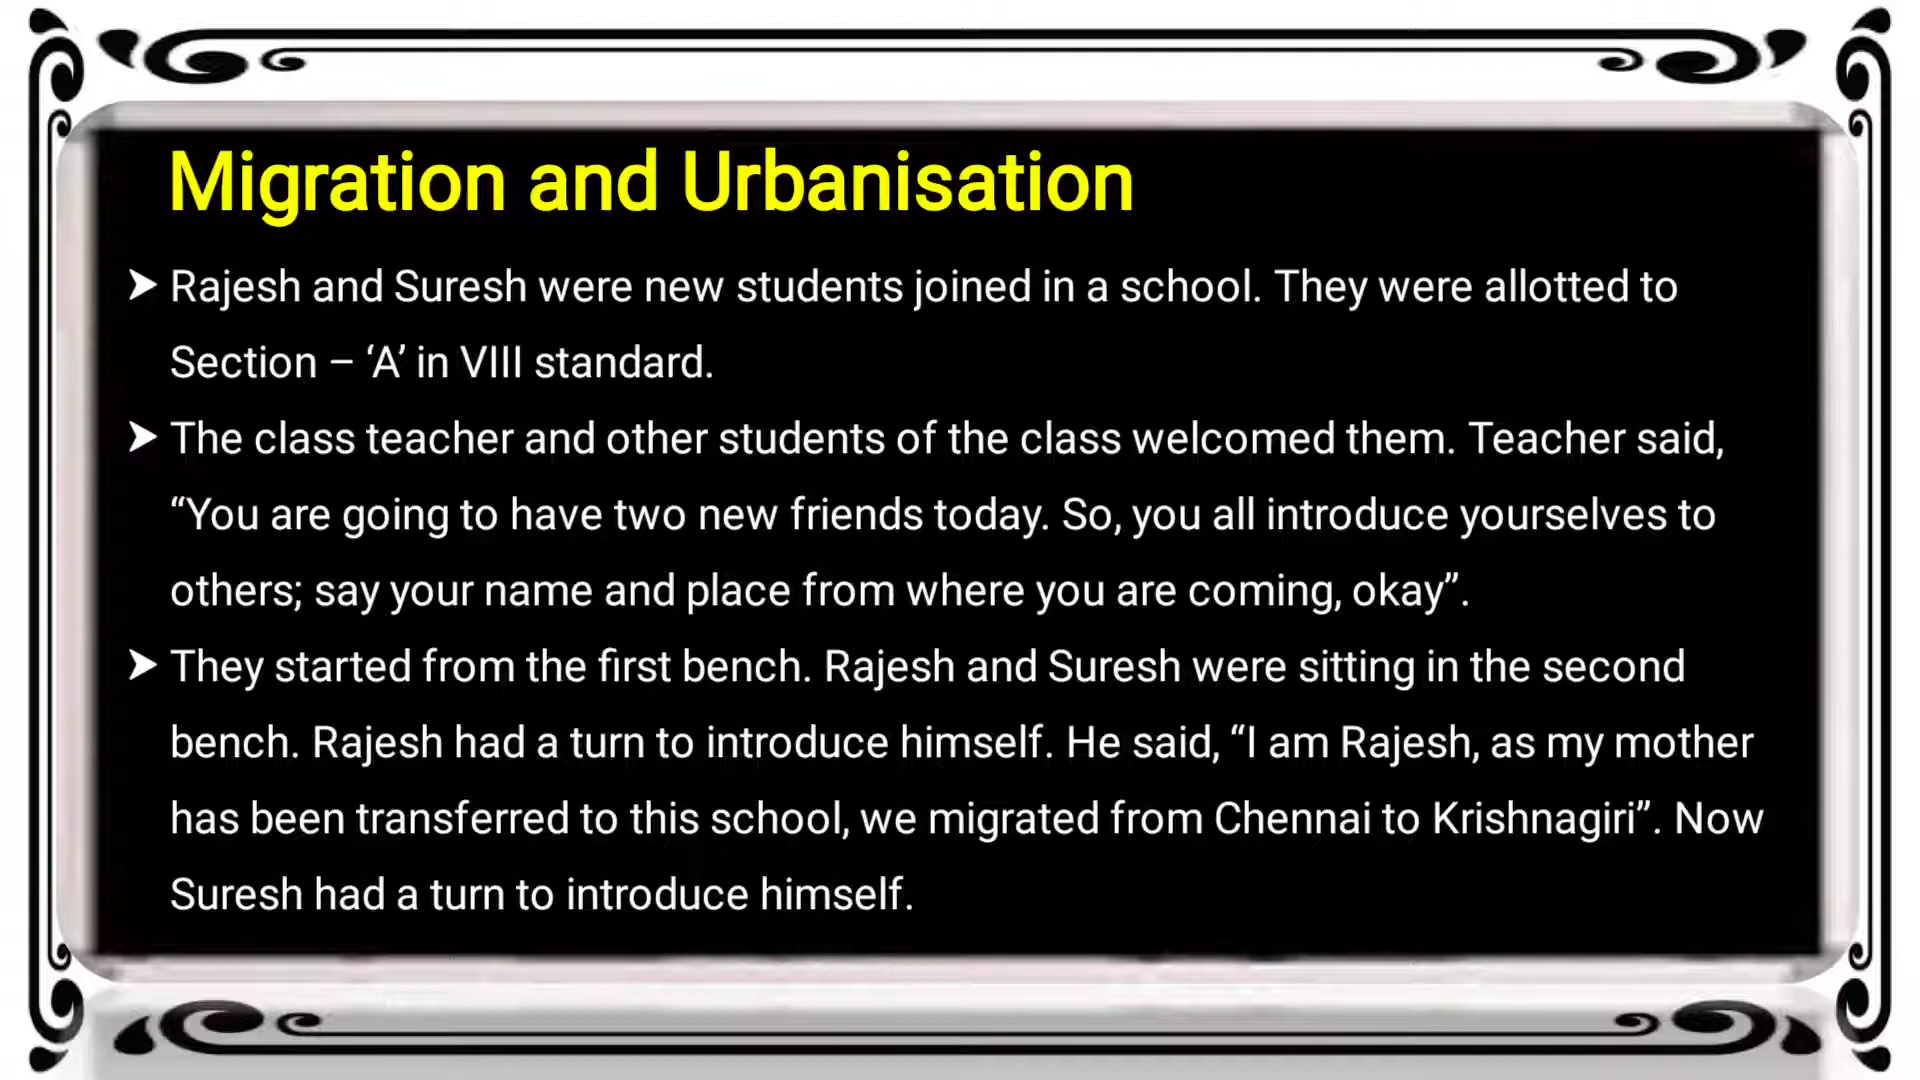 Migration and Urbanisation
➤ Rajesh and Suresh were new students joined in a school. They were allotted to
Section – ‘A’ in VIII standard.
➤ The class teacher and other students of the class welcomed them. Teacher said,
“You are going to have two new friends today. So, you all introduce yourselves to
others; say your name and place from where you are coming, okay”.
➤ They started from the first bench. Rajesh and Suresh were sitting in the second
bench. Rajesh had a turn to introduce himself. He said, “I am Rajesh, as my mother
has been transferred to this school, we migrated from Chennai to Krishnagiri”. Now
Suresh had a turn to introduce himself.